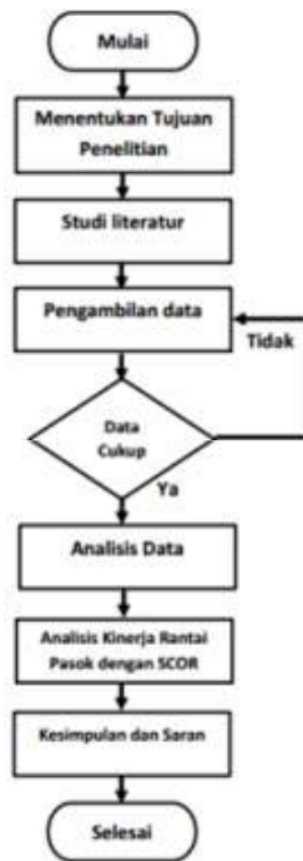 Mulai
Menentukan Tujuan
Penelitian
Studi literatur
Pengambilan data
Tidak
Data
Cukup
Ya
Analisis Data
Analisis Kinerja Rantai
Pasok dengan SCOR
Kesimpulan dan Saran
Selesai